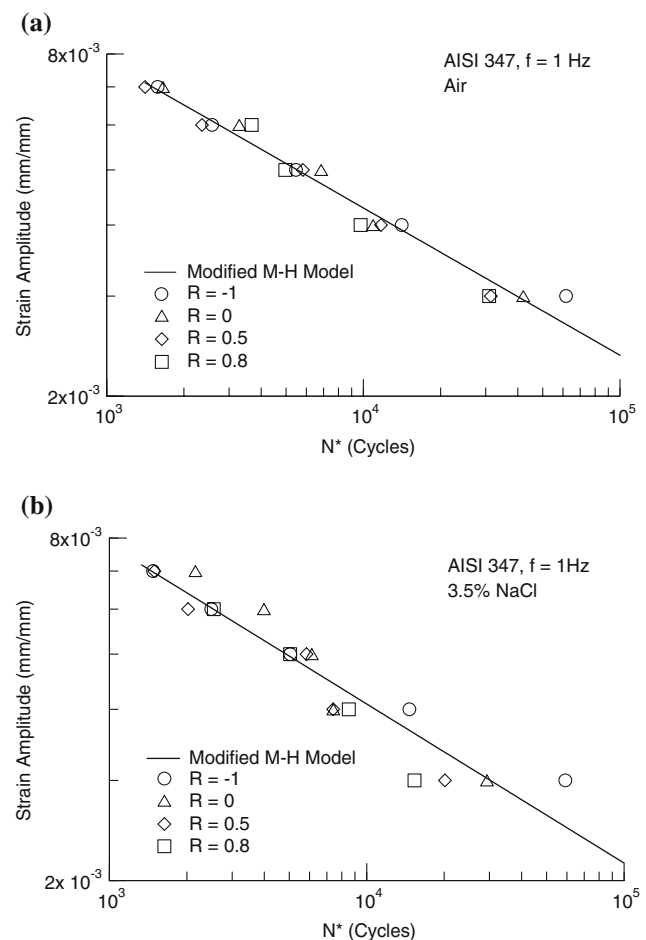 (a)
8x10⁻³
AISI 347, f = 1 Hz
Air
Strain Amplitude (mm/mm)
Modified M-H Model
R = -1
R = 0
R = 0.5
R = 0.8
2x10⁻³
10³
10⁴
10⁵
N* (Cycles)
(b)
8x10⁻³
AISI 347, f = 1Hz
3.5% NaCl
Strain Amplitude (mm/mm)
Modified M-H Model
R = -1
R = 0
R = 0.5
R = 0.8
2x 10⁻³
10³
10⁴
10⁵
N* (Cycles)